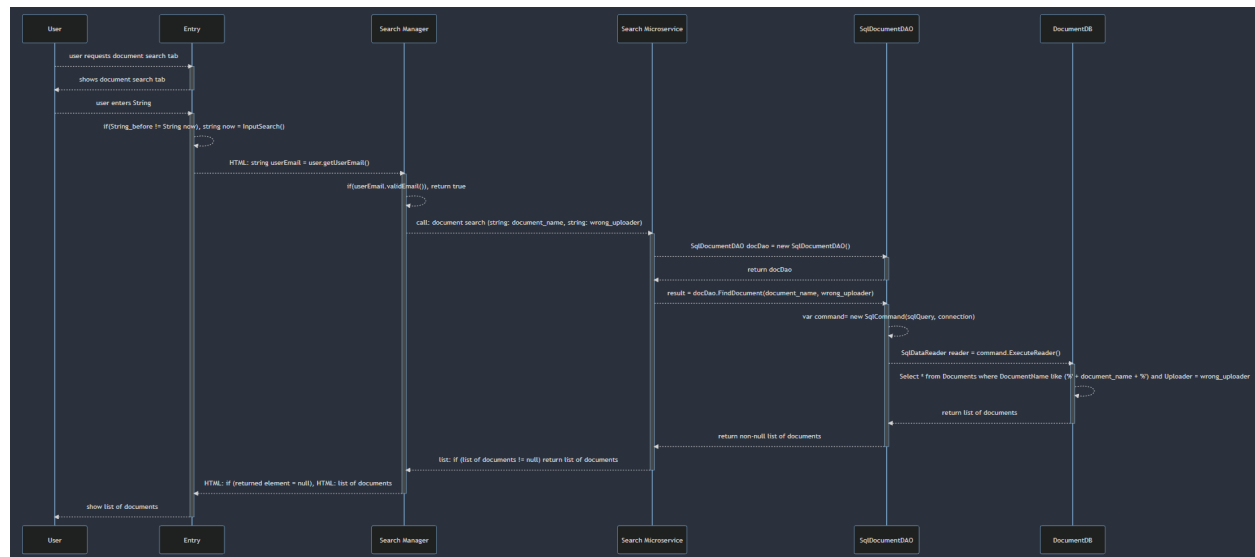 User
Entry
Search Manager
Search Microservice
SqlDocumentDAO
DocumentDB
user requests document search tab
shows document search tab
user enters String
if(String_before != String now), string now = InputSearch()
HTML: string userEmail = user.getUserEmail()
if(userEmail.validEmail()), return true
call: document search (string: document_name, string: wrong_uploader)
SqlDocumentDAO docDao = new SqlDocumentDAO()
return docDao
result = docDao.FindDocument(document_name, wrong_uploader)
var command= new SqlCommand(sqlQuery, connection)
SqlDataReader reader = command.ExecuteReader()
Select * from Documents where DocumentName like ('%' + document_name + '%') and Uploader = wrong_uploader
return list of documents
return non-null list of documents
list: if (list of documents != null) return list of documents
HTML: if (returned element = null), HTML: list of documents
show list of documents
User
Entry
Search Manager
Search Microservice
SqlDocumentDAO
DocumentDB